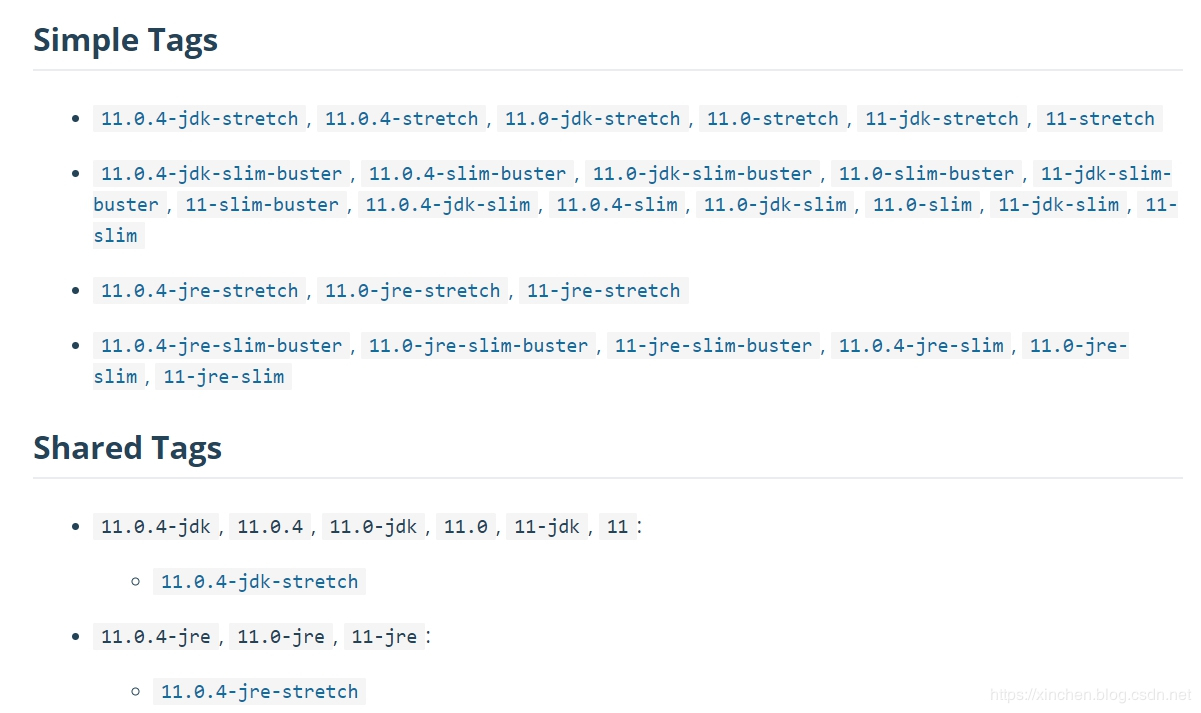 Simple Tags
11.0.4-jdk-stretch, 11.0.4-stretch, 11.0-jdk-stretch, 11.0-stretch, 11-jdk-stretch, 11-stretch
11.0.4-jdk-slim-buster, 11.0.4-slim-buster, 11.0-jdk-slim-buster, 11.0-slim-buster, 11-jdk-slim-
buster, 11-slim-buster, 11.0.4-jdk-slim, 11.0.4-slim, 11.0-jdk-slim, 11.0-slim, 11-jdk-slim, 11-
slim
11.0.4-jre-stretch, 11.0-jre-stretch, 11-jre-stretch
11.0.4-jre-slim-buster, 11.0-jre-slim-buster, 11-jre-slim-buster, 11.0.4-jre-slim, 11.0-jre-
slim, 11-jre-slim
Shared Tags
11.0.4-jdk, 11.0.4, 11.0-jdk, 11.0, 11-jdk, 11:
11.0.4-jdk-stretch
11.0.4-jre, 11.0-jre, 11-jre:
11.0.4-jre-stretch
https://xinchen.blog.csdn.net